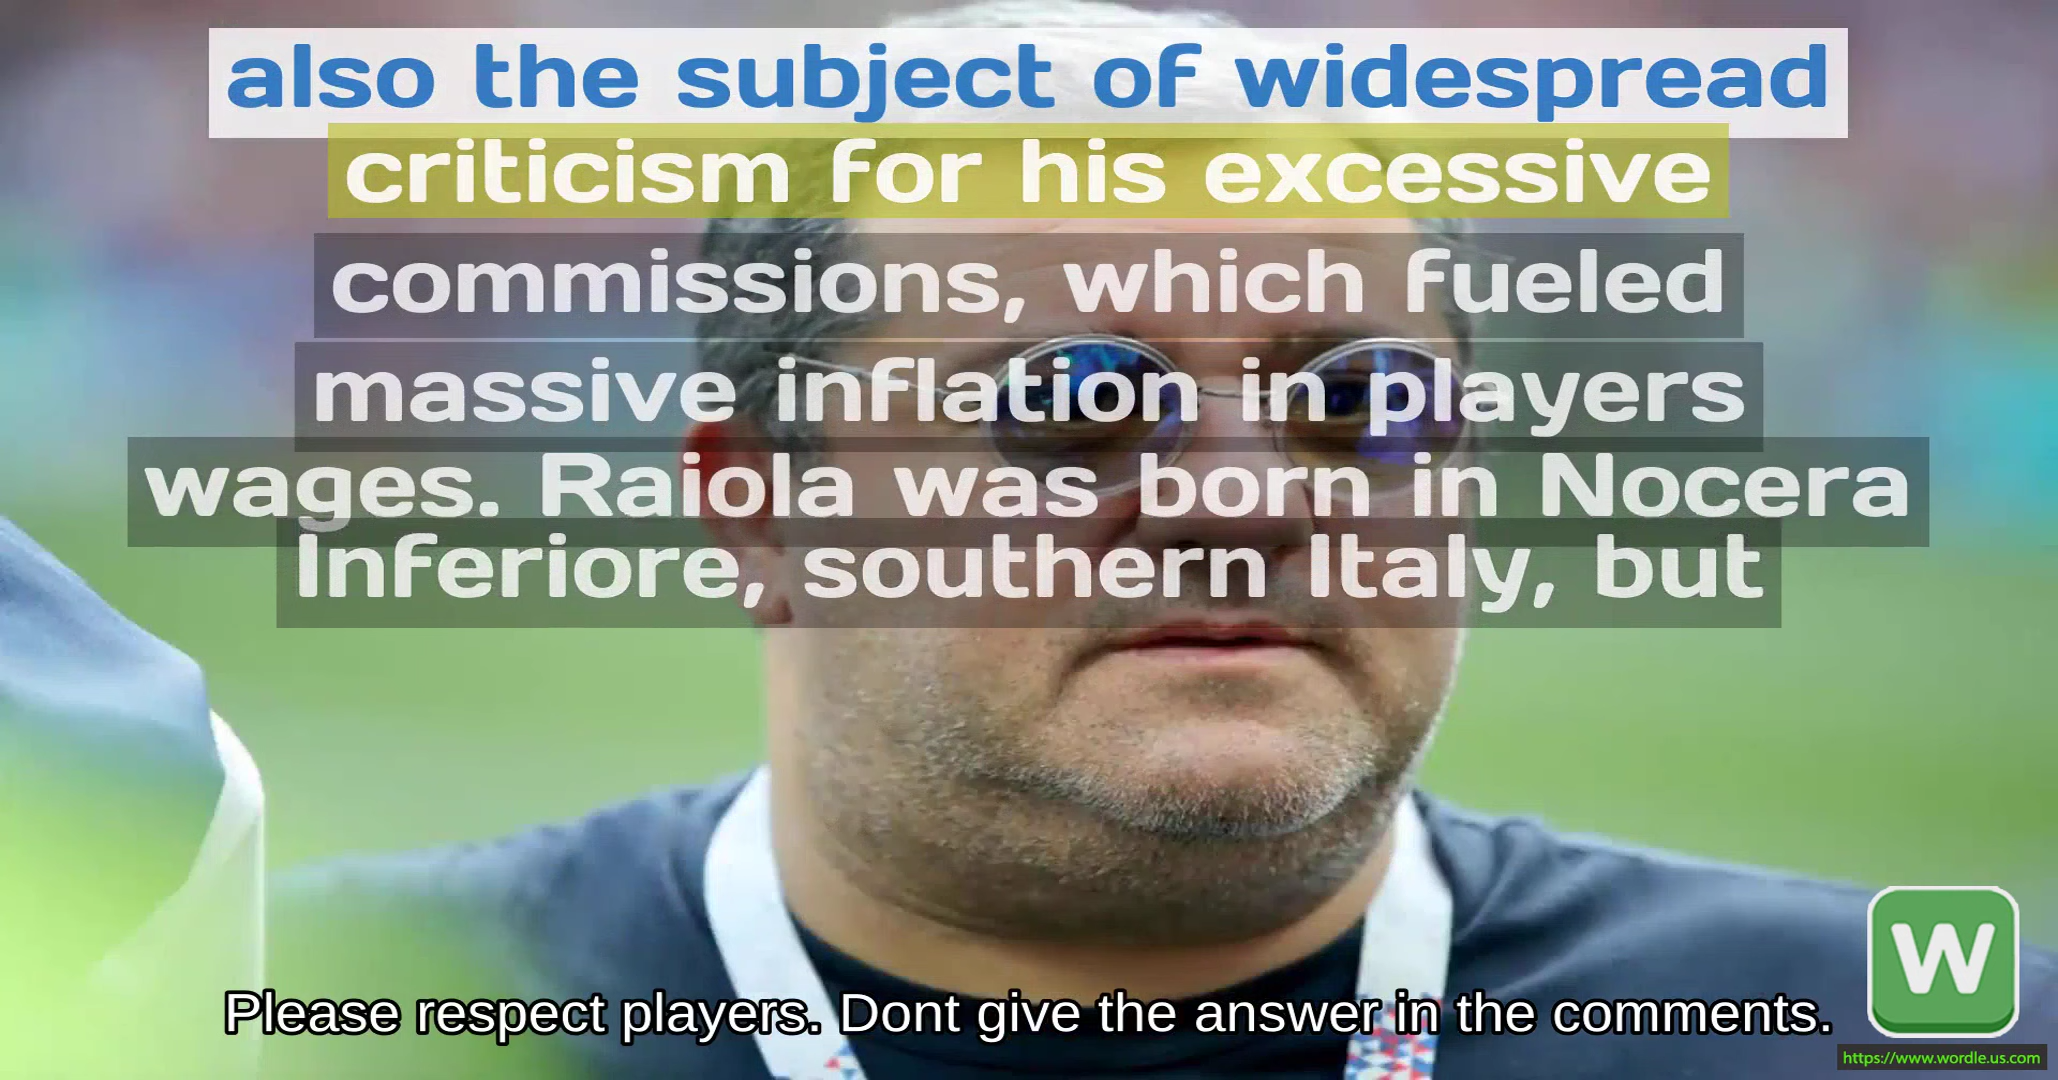 also the subject of widespread
criticism for his excessive
commissions, which fueled
massive inflation in players
wages. Raiola was born in Nocera
Inferiore, southern Italy, but
Please respect players. Dont give the answer in the comments.
W
https://www.wordle.us.com